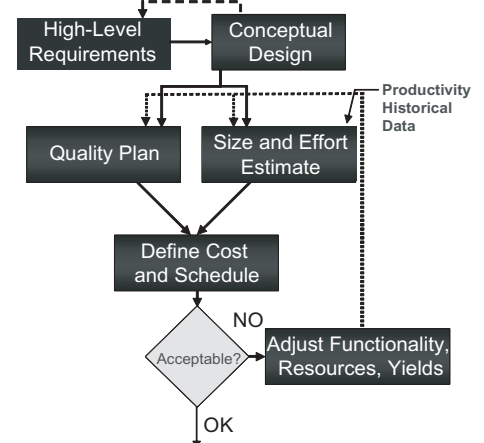 High-Level
Requirements
Conceptual
Design
Productivity
Historical
Data
Quality Plan
Size and Effort
Estimate
Define Cost
and Schedule
NO
Acceptable?
Adjust Functionality,
Resources, Yields
OK